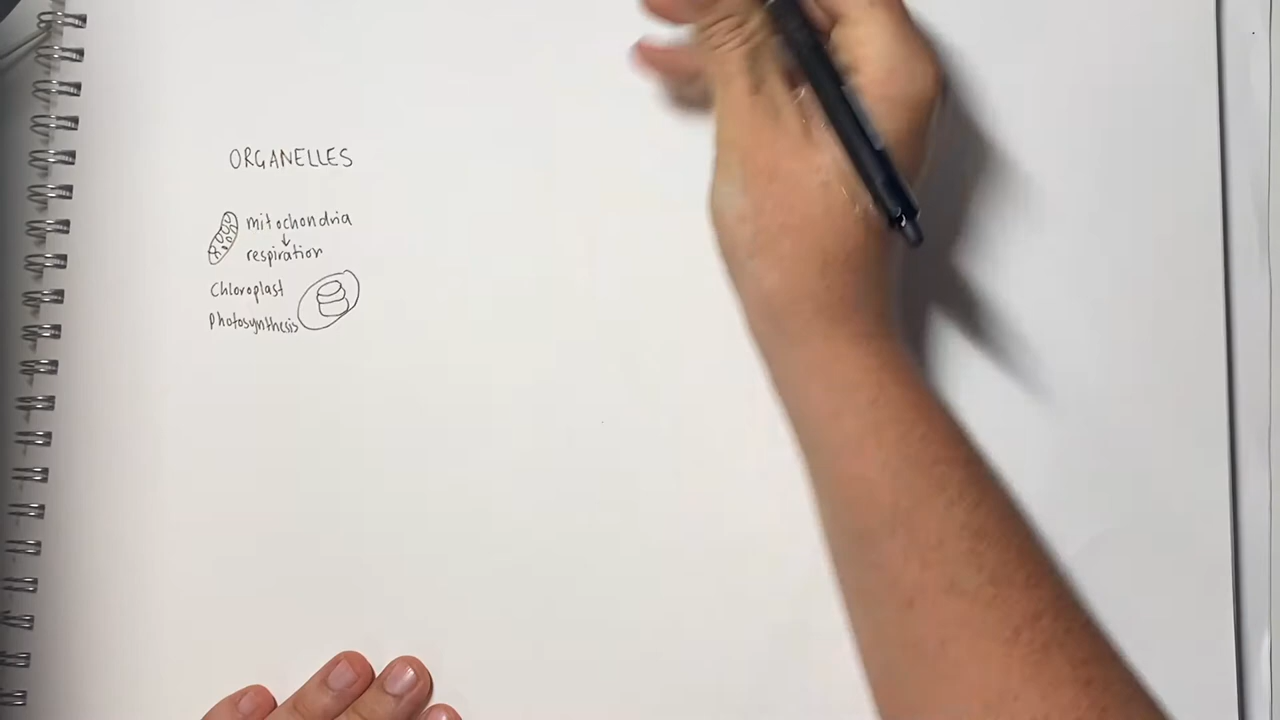 ORGANELLES
mitochondria
↓
respiration
Chloroplast
Photosynthesis